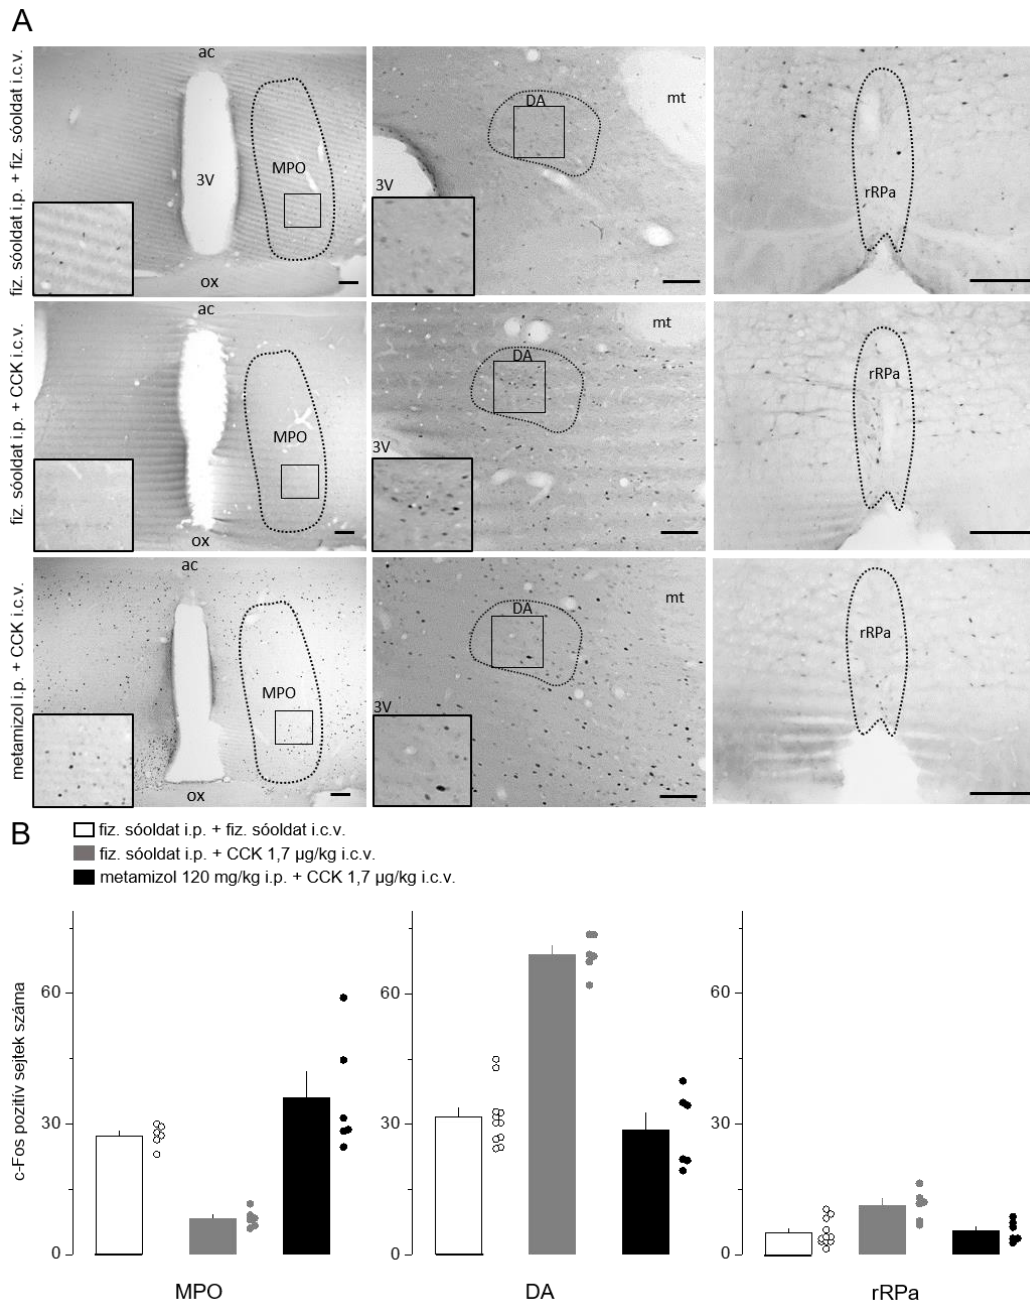 A
fiz. sóoldat i.p. + fiz. sóoldat i.c.v.
ac
3V
MPO
ox
DA
mt
3V
rRPa
fiz. sóoldat i.p. + CCK i.c.v.
ac
MPO
ox
DA
mt
3V
rRPa
metamizol i.p. + CCK i.c.v.
ac
MPO
ox
DA
mt
3V
rRPa
B
fiz. sóoldat i.p. + fiz. sóoldat i.c.v.
fiz. sóoldat i.p. + CCK 1,7 µg/kg i.c.v.
metamizol 120 mg/kg i.p. + CCK 1,7 µg/kg i.c.v.
c-Fos pozitív sejtek száma
60
30
0
MPO
60
30
0
DA
60
30
0
rRPa